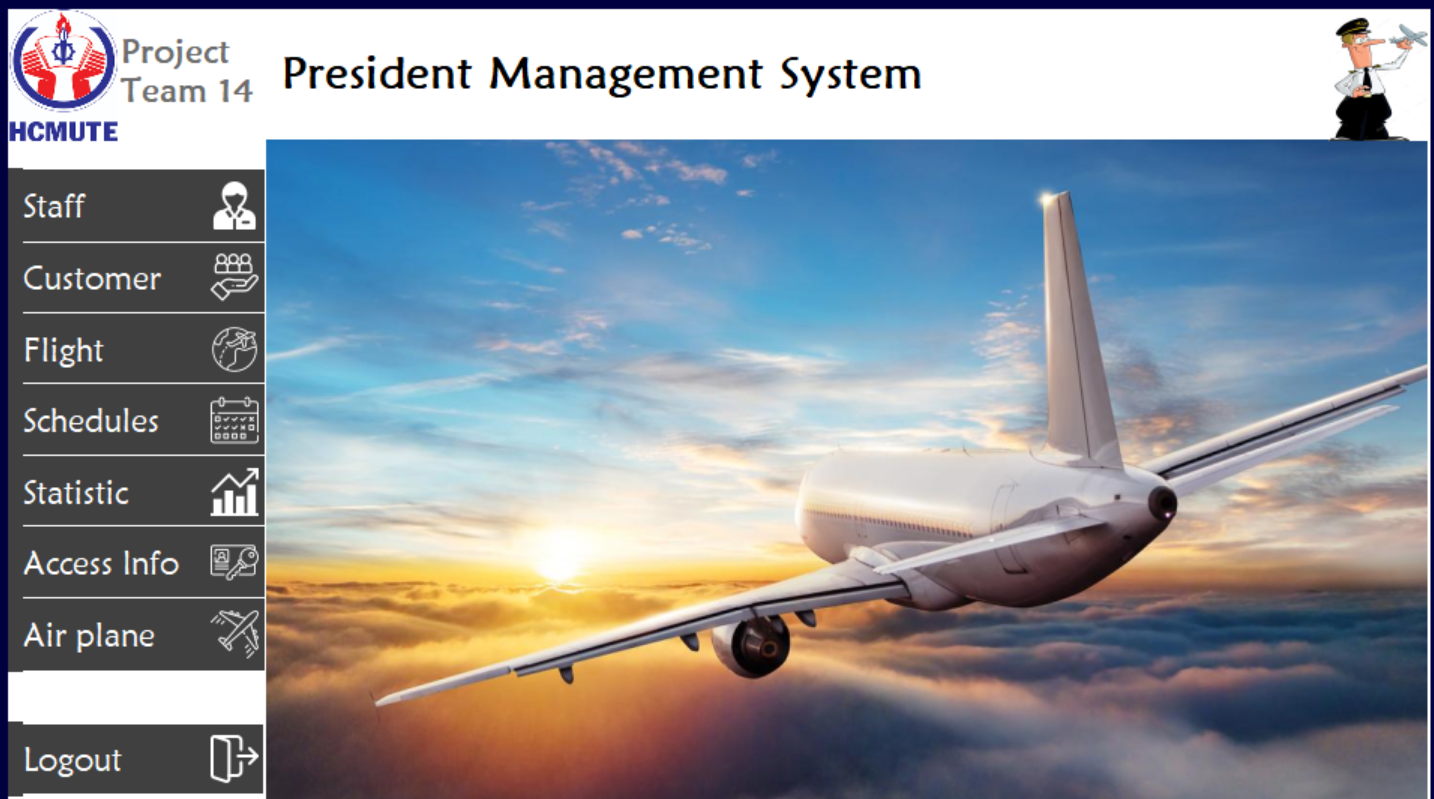 Project
Team 14
HCMUTE
President Management System
Staff
Customer
Flight
Schedules
Statistic
Access Info
Air plane
Logout